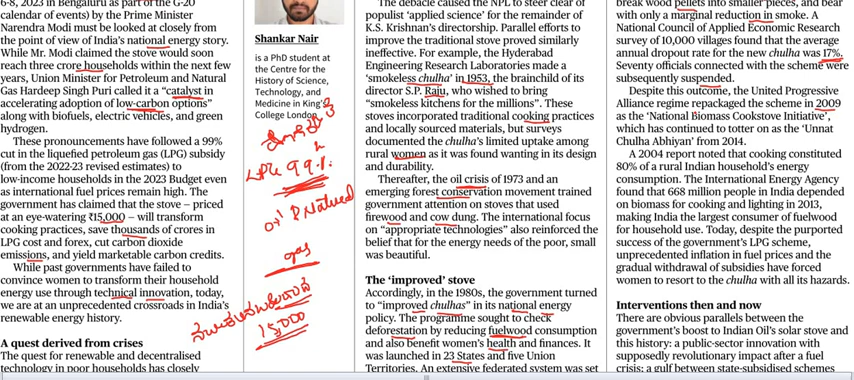 6-8, 2023 in Bengaluru as part of the G-20
calendar of events) by the Prime Minister
Narendra Modi must be looked at closely from
the point of view of India's national energy story.
While Mr. Modi claimed the stove would soon
reach three crore households within the next few
years, Union Minister for Petroleum and Natural
Gas Hardeep Singh Puri called it a "catalyst in
accelerating adoption of low-carbon options"
along with biofuels, electric vehicles, and green
hydrogen.
These pronouncements have followed a 99%
cut in the liquefied petroleum gas (LPG) subsidy
(from the 2022-23 revised estimates) to
low-income households in the 2023 Budget even
as international fuel prices remain high. The
government has claimed that the stove – priced
at an eye-watering ₹15,000 – will transform
cooking practices, save thousands of crores in
LPG cost and forex, cut carbon dioxide
emissions, and yield marketable carbon credits.
While past governments have failed to
convince women to transform their household
energy use through technical innovation, today,
we are at an unprecedented crossroads in India's
renewable energy history.
A quest derived from crises
The quest for renewable and decentralised
technology in poor households has closely
Shankar Nair
is a PhD student at
the Centre for the
History of Science,
Technology, and
Medicine in King's
College London
LPG 99%
gas
15,000
The debacle caused the NPL to steer clear of
populist 'applied science' for the remainder of
K.S. Krishnan's directorship. Parallel efforts to
improve the traditional stove proved similarly
ineffective. For example, the Hyderabad
Engineering Research Laboratories made a
'smokeless chulha' in 1953, the brainchild of its
director S.P. Raju, who wished to bring
"smokeless kitchens for the millions". These
stoves incorporated traditional cooking practices
and locally sourced materials, but surveys
documented the chulha's limited uptake among
rural women as it was found wanting in its design
and durability.
Thereafter, the oil crisis of 1973 and an
emerging forest conservation movement trained
government attention on stoves that used
firewood and cow dung. The international focus
on "appropriate technologies" also reinforced the
belief that for the energy needs of the poor, small
was beautiful.
The 'improved' stove
Accordingly, in the 1980s, the government turned
to "improved chulhas" in its national energy
policy. The programme sought to check
deforestation by reducing fuelwood consumption
and also benefit women's health and finances. It
was launched in 23 States and five Union
Territories. An extensive federated system was set
break wood pellets into smaller pieces, and bear
with only a marginal reduction in smoke. A
National Council of Applied Economic Research
survey of 10,000 villages found that the average
annual dropout rate for the new chulha was 17%.
Seventy officials connected with the scheme were
subsequently suspended.
Despite this outcome, the United Progressive
Alliance regime repackaged the scheme in 2009
as the 'National Biomass Cookstove Initiative',
which has continued to totter on as the 'Unnat
Chulha Abhiyan' from 2014.
A 2004 report noted that cooking constituted
80% of a rural Indian household's energy
consumption. The International Energy Agency
found that 668 million people in India depended
on biomass for cooking and lighting in 2013,
making India the largest consumer of fuelwood
for household use. Today, despite the purported
success of the government's LPG scheme,
unprecedented inflation in fuel prices and the
gradual withdrawal of subsidies have forced
women to resort to the chulha with all its hazards.
Interventions then and now
There are obvious parallels between the
government's boost to Indian Oil's solar stove and
this history: a public-sector innovation with
supposedly revolutionary impact after a fuel
crisis; a gulf between state-subsidised schemes